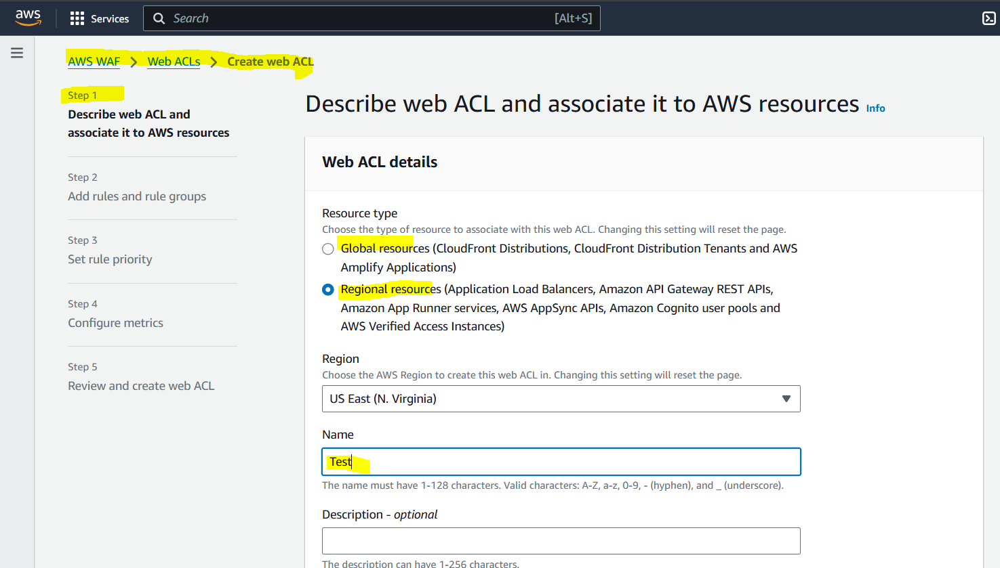 aws
Services
Search
[Alt+S]
AWS WAF > Web ACLs > Create web ACL
Step 1
Describe web ACL and
associate it to AWS resources
Step 2
Add rules and rule groups
Step 3
Set rule priority
Step 4
Configure metrics
Step 5
Review and create web ACL
Describe web ACL and associate it to AWS resources Info
Web ACL details
Resource type
Choose the type of resource to associate with this web ACL. Changing this setting will reset the page.
Global resources (CloudFront Distributions, CloudFront Distribution Tenants and AWS
Amplify Applications)
Regional resources (Application Load Balancers, Amazon API Gateway REST APIs,
Amazon App Runner services, AWS AppSync APIs, Amazon Cognito user pools and
AWS Verified Access Instances)
Region
Choose the AWS Region to create this web ACL in. Changing this setting will reset the page.
US East (N. Virginia)
Name
Test
The name must have 1-128 characters. Valid characters: A-Z, a-z, 0-9, - (hyphen), and _ (underscore).
Description - optional
The description can have 1-256 characters.